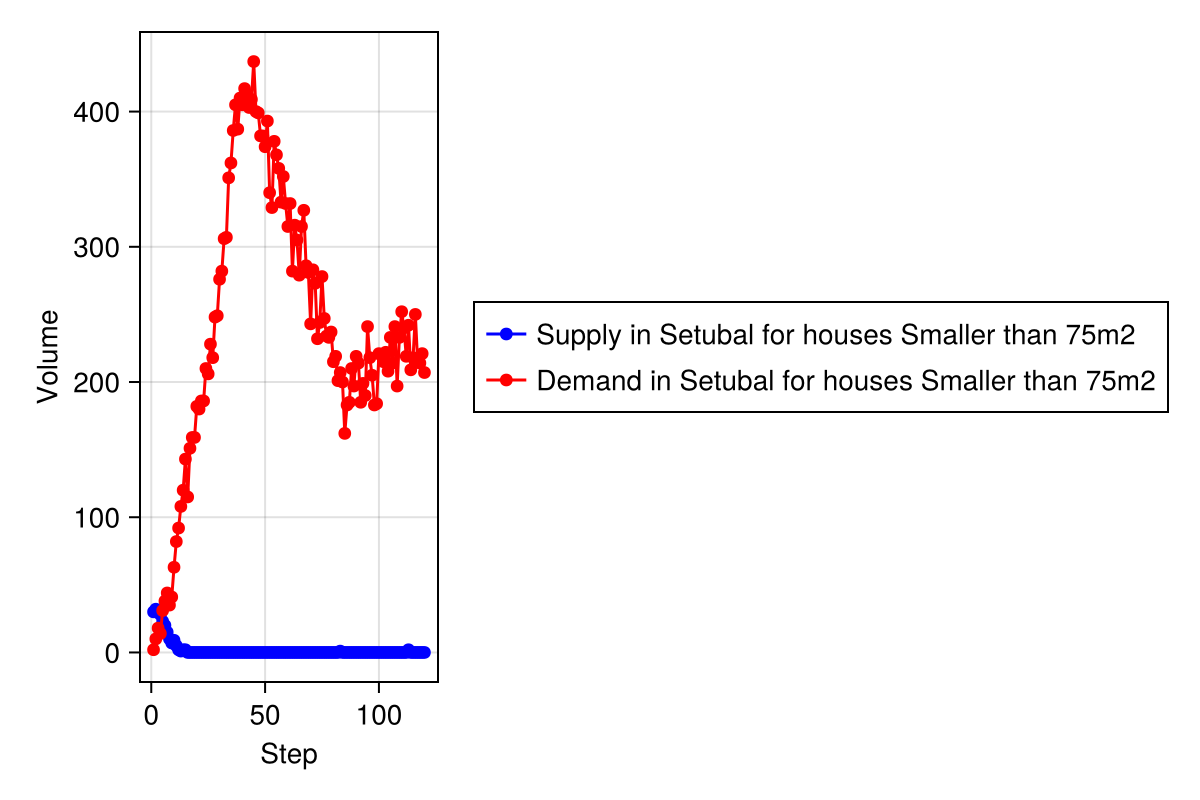 Volume
400
300
200
100
0
0 50 100
Step
Supply in Setubal for houses Smaller than 75m2
Demand in Setubal for houses Smaller than 75m2